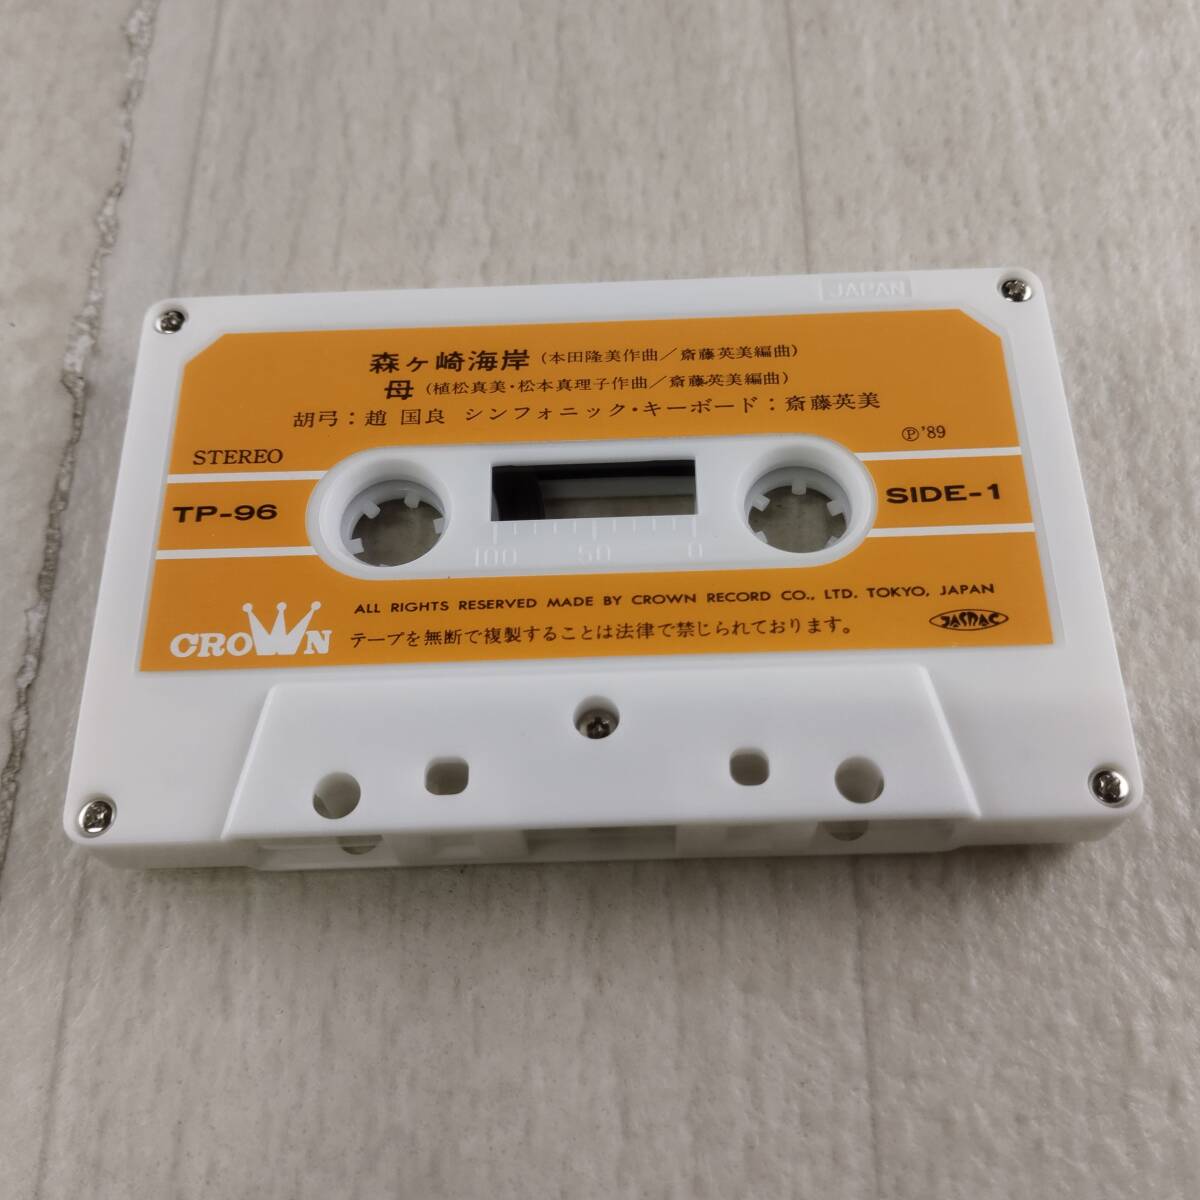 JAPAN
森ヶ崎海岸(本田隆美作曲/斎藤英美編曲)
母(植松真美・松本真理子作曲/斎藤英美編曲)
胡弓:趙 国良 シンフォニック・キーボード:斎藤英美
STEREO
Ⓟ'89
TP-96
SIDE-1
100 50 0
ALL RIGHTS RESERVED MADE BY CROWN RECORD CO., LTD. TOKYO, JAPAN
CROWN
テープを無断で複製することは法律で禁じられております。
JASRAC